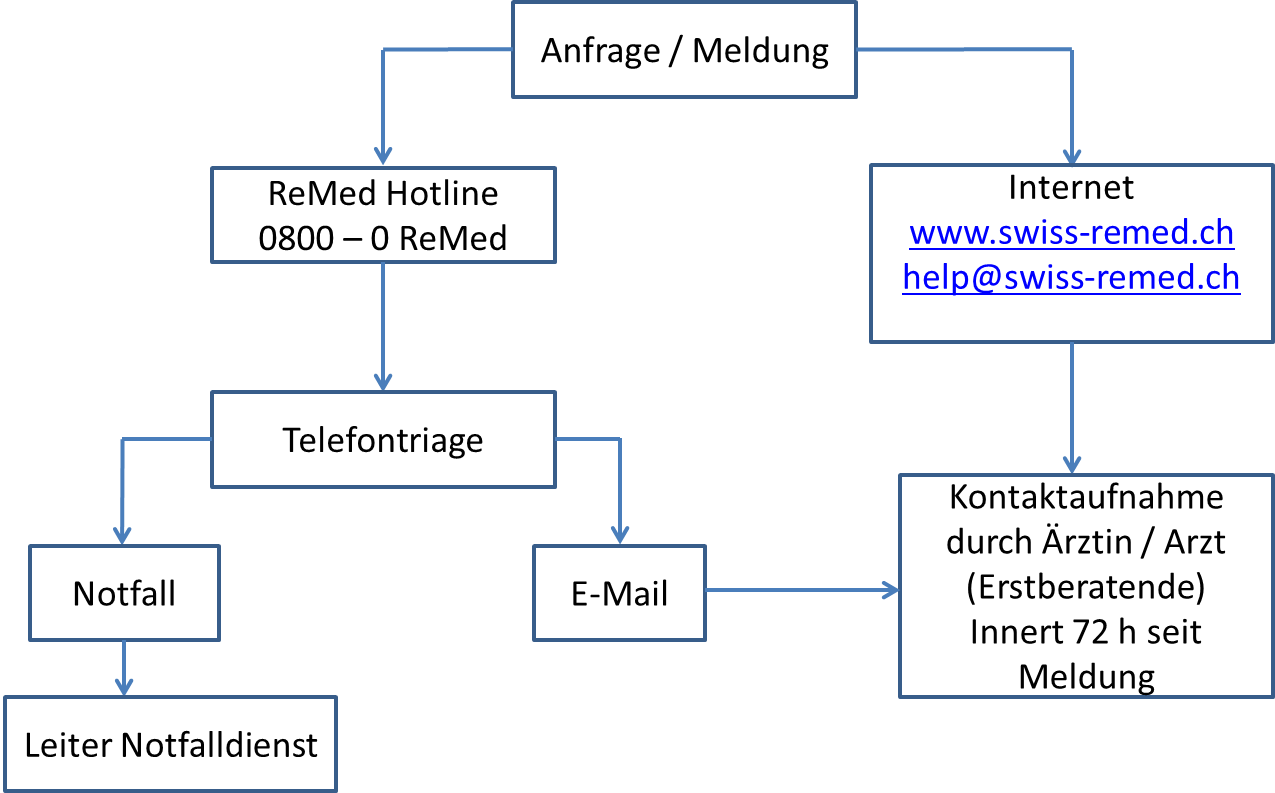 Anfrage / Meldung
ReMed Hotline
0800 – 0 ReMed
Internet
www.swiss-remed.ch
help@swiss-remed.ch
Telefontriage
Notfall
E-Mail
Kontaktaufnahme
durch Ärztin / Arzt
(Erstberatende)
Innert 72 h seit
Meldung
Leiter Notfalldienst